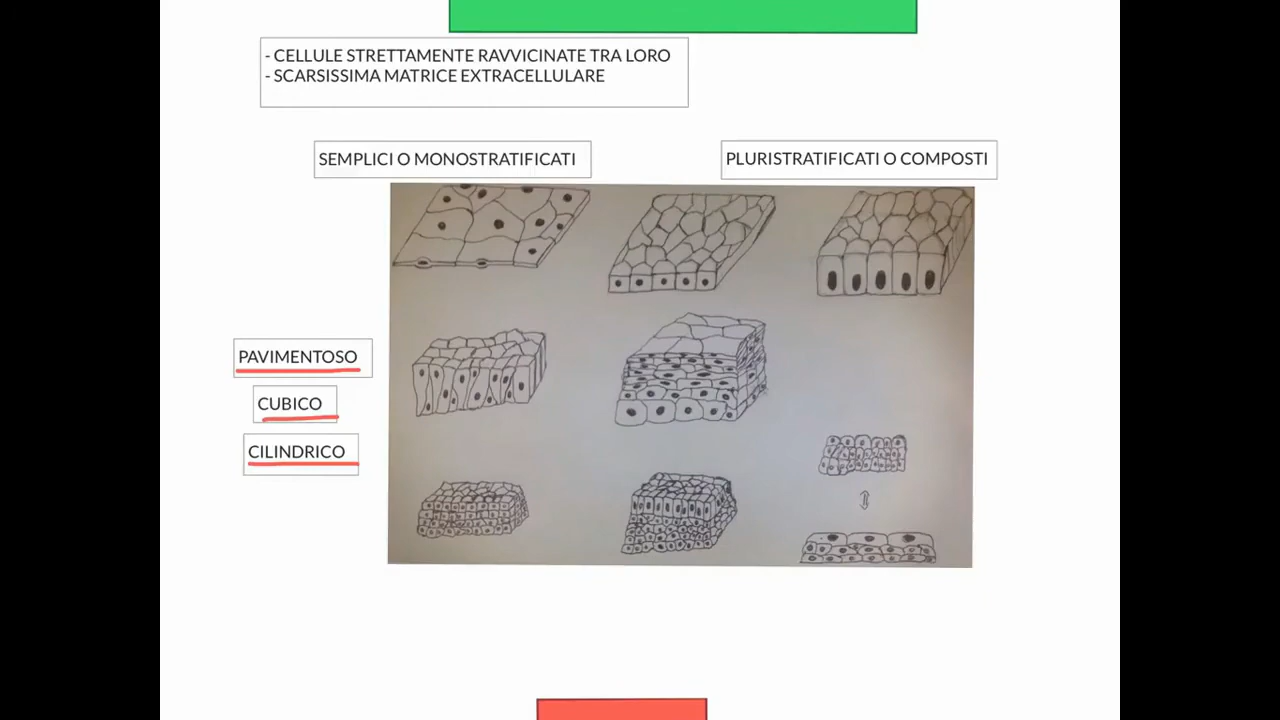 - CELLULE STRETTAMENTE RAVVICINATE TRA LORO
- SCARSISSIMA MATRICE EXTRACELLULARE
SEMPLICI O MONOSTRATIFICATI
PLURISTRATIFICATI O COMPOSTI
PAVIMENTOSO
CUBICO
CILINDRICO